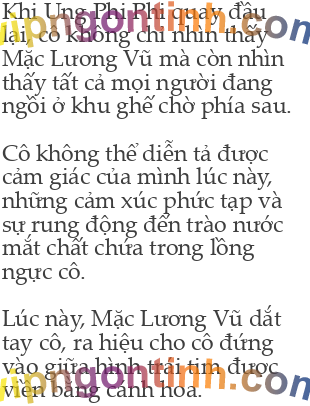 Khi Ung Phi Phi quay đầu
lại, cô không chỉ nhìn thấy
Mặc Lương Vũ mà còn nhìn
thấy tất cả mọi người đang
ngồi ở khu ghế chờ phía sau.
Cô không thể diễn tả được
cảm giác của mình lúc này,
những cảm xúc phức tạp và
sự rung động đến trào nước
mắt chất chứa trong lồng
ngực cô.
Lúc này, Mặc Lương Vũ dắt
tay cô, ra hiệu cho cô đứng
vào giữa hình trái tim được
viền bằng cánh hoa.
vipngontinh.com
vipngontinh.com